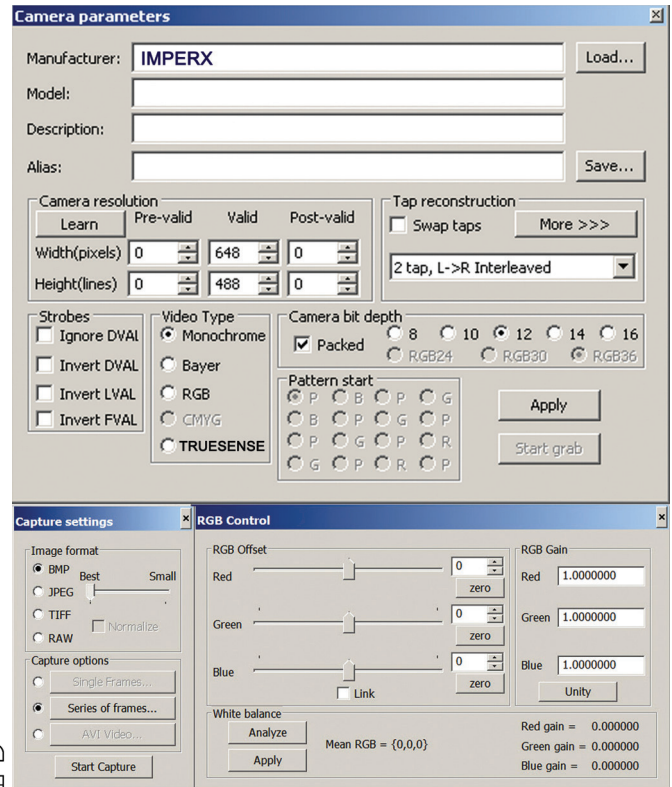 Camera parameters
Manufacturer: IMPERX Load...
Model:
Description:
Alias: Save...
Camera resolution
Learn Pre-valid Valid Post-valid
Width(pixels) 0 648 0
Height(lines) 0 488 0
Tap reconstruction
Swap taps More >>>
2 tap, L->R Interleaved
Strobes
Ignore DVAL
Invert DVAL
Invert LVAL
Invert FVAL
Video Type
Monochrome
Bayer
RGB
CMYG
TRUESENSE
Camera bit depth
Packed 8 10 12 14 16
RGB24 RGB30 RGB36
Pattern start
P B P G
B P G P
P G P R
G P R P
Apply
Start grab
Capture settings
Image format
BMP Best Small
JPEG
TIFF Normalize
RAW
Capture options
Single Frames...
Series of frames...
AVI Video...
Start Capture
RGB Control
RGB Offset
Red 0
zero
Green 0
zero
Blue 0
Link zero
RGB Gain
Red 1.0000000
Green 1.0000000
Blue 1.0000000
Unity
White balance
Analyze
Mean RGB = {0,0,0}
Apply
Red gain = 0.000000
Green gain = 0.000000
Blue gain = 0.000000